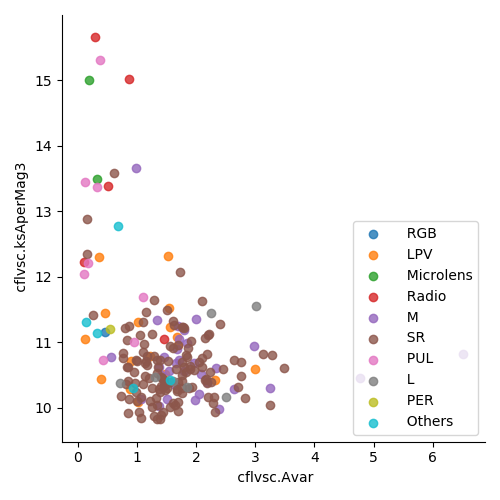 15
14
13
12
11
10
cflvsc.ksAperMag3
RGB
LPV
Microlens
Radio
M
SR
PUL
L
PER
Others
0 1 2 3 4 5 6
cflvsc.Avar